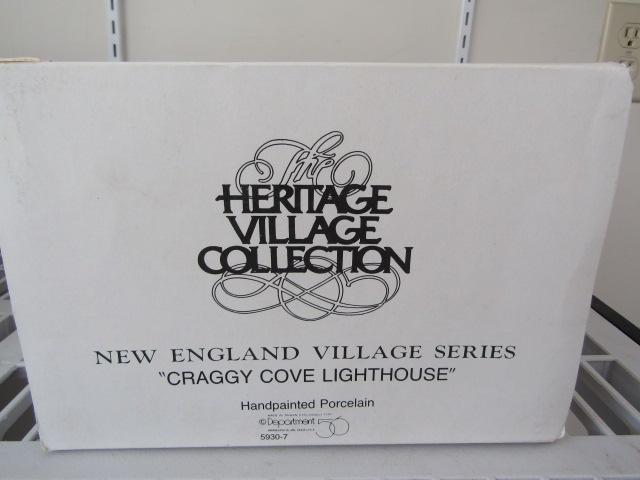 The
HERITAGE
VILLAGE
COLLECTION
NEW ENGLAND VILLAGE SERIES
"CRAGGY COVE LIGHTHOUSE"
Handpainted Porcelain
© Department 56
5930-7